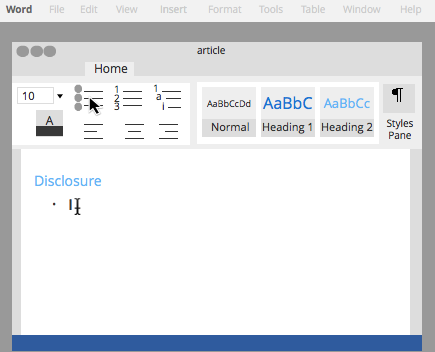 Word File Edit View Insert Format Tools Table Window Help
article
Home
10
1
2
3
1
a
i
A
AaBbCcDd
AaBbC
AaBbCc
¶
Normal
Heading 1
Heading 2
Styles
Pane
Disclosure
•